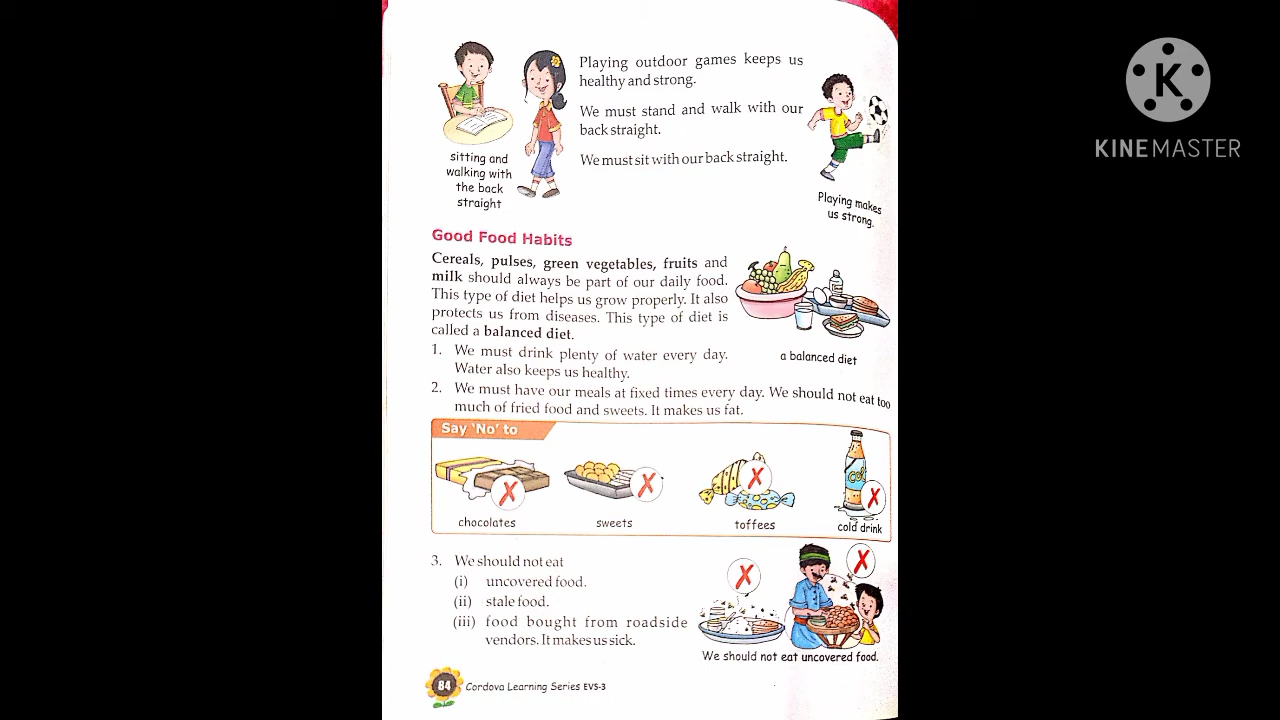 Playing outdoor games keeps us
healthy and strong.
We must stand and walk with our
back straight.
We must sit with our back straight.
sitting and
walking with
the back
straight
Playing makes
us strong.
K
KINEMASTER
Good Food Habits
Cereals, pulses, green vegetables, fruits and
milk should always be part of our daily food.
This type of diet helps us grow properly. It also
protects us from diseases. This type of diet is
called a balanced diet.
a balanced diet
1. We must drink plenty of water every day.
Water also keeps us healthy.
2. We must have our meals at fixed times every day. We should not eat too
much of fried food and sweets. It makes us fat.
Say 'No' to
chocolates
sweets
toffees
cold drink
3. We should not eat
(i) uncovered food.
(ii) stale food.
(iii) food bought from roadside
vendors. It makes us sick.
We should not eat uncovered food.
84 Cordova Learning Series EVS-3